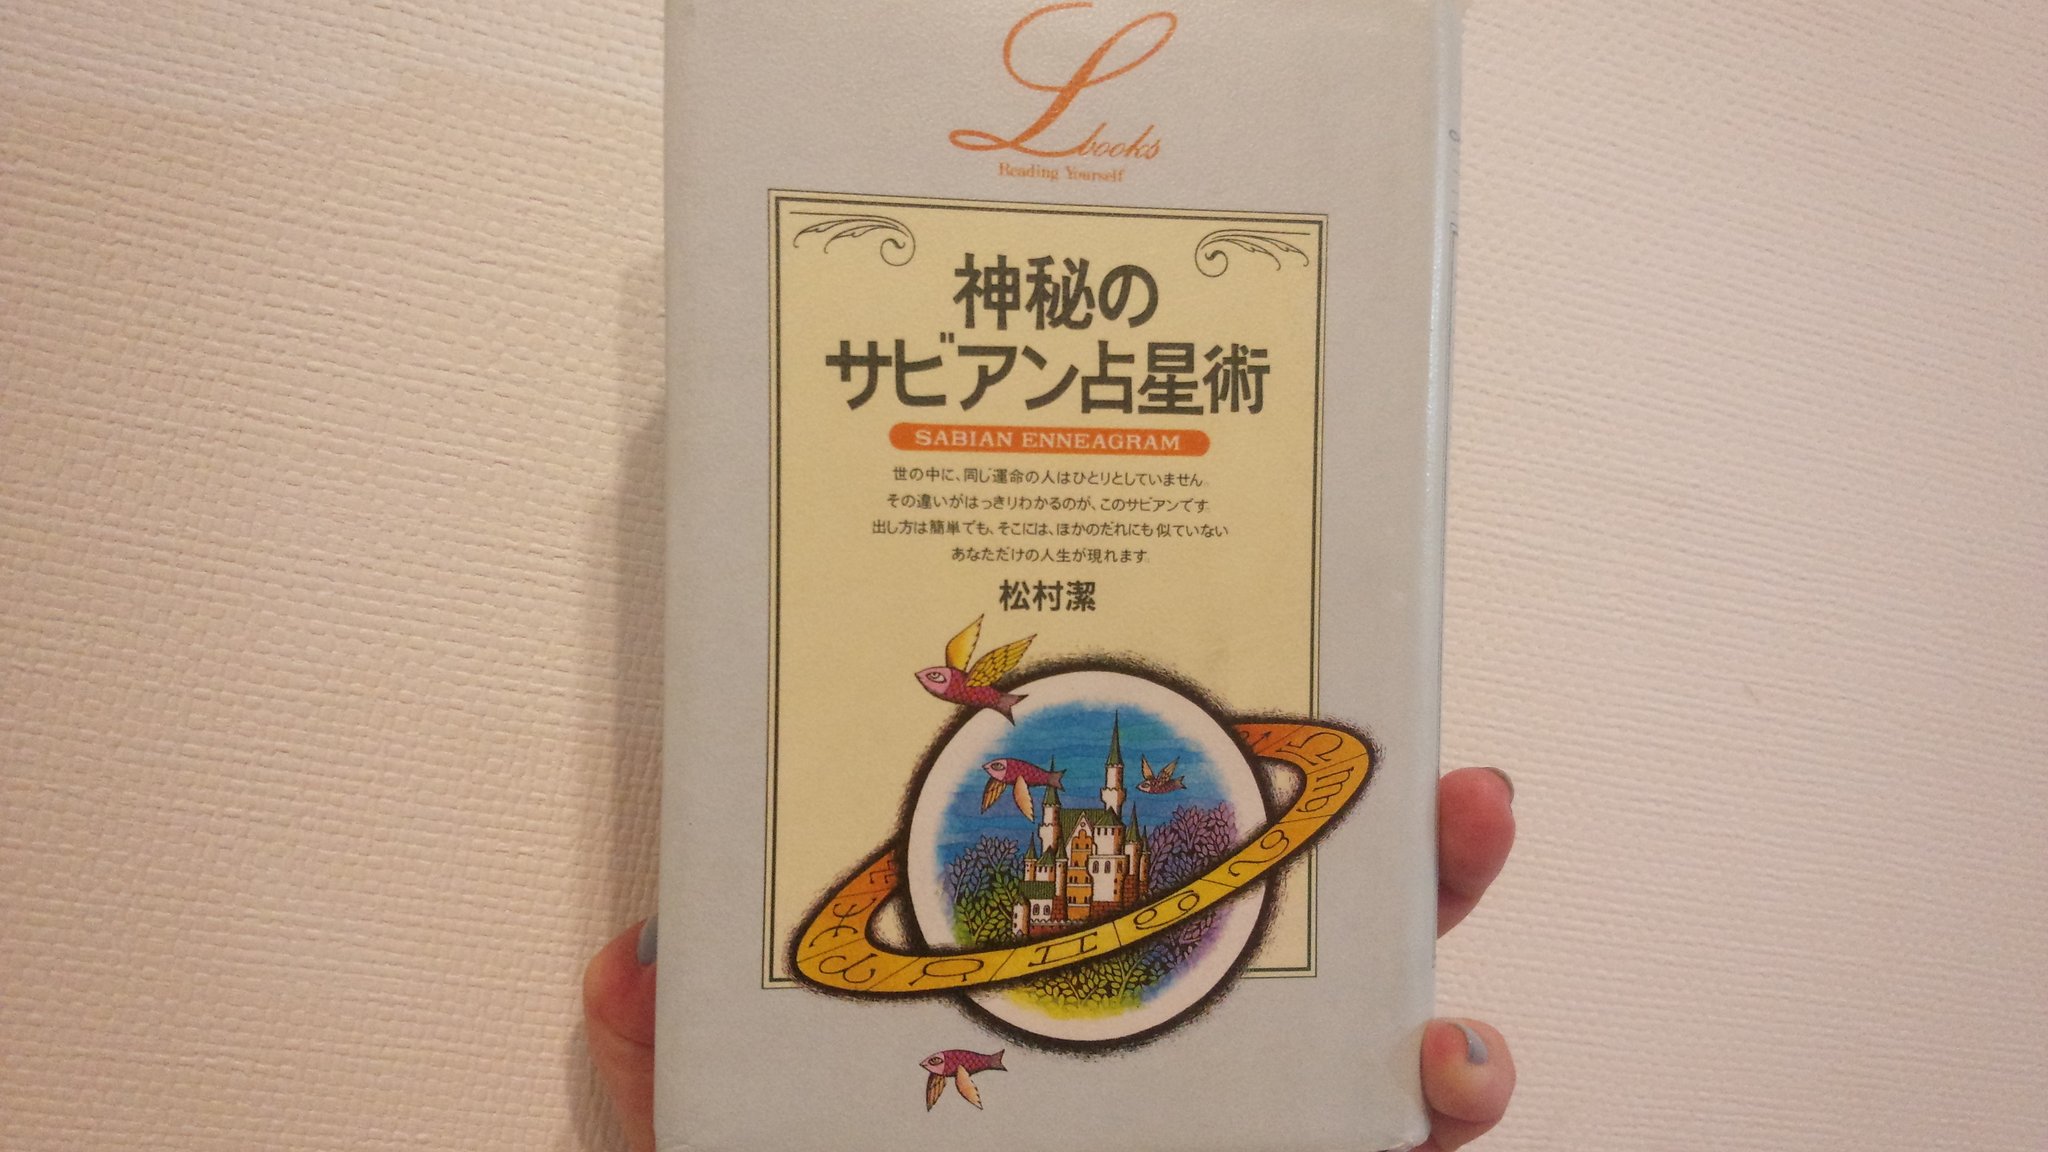 L books
Reading Yourself
神秘の
サビアン占星術
SABIAN ENNEAGRAM
世の中に、同じ運命の人はひとりとしていません。
その違いがはっきりわかるのが、このサビアンです。
出し方は簡単でも、そこには、ほかのだれにも似ていない
あなただけの人生が現れます。
松村潔